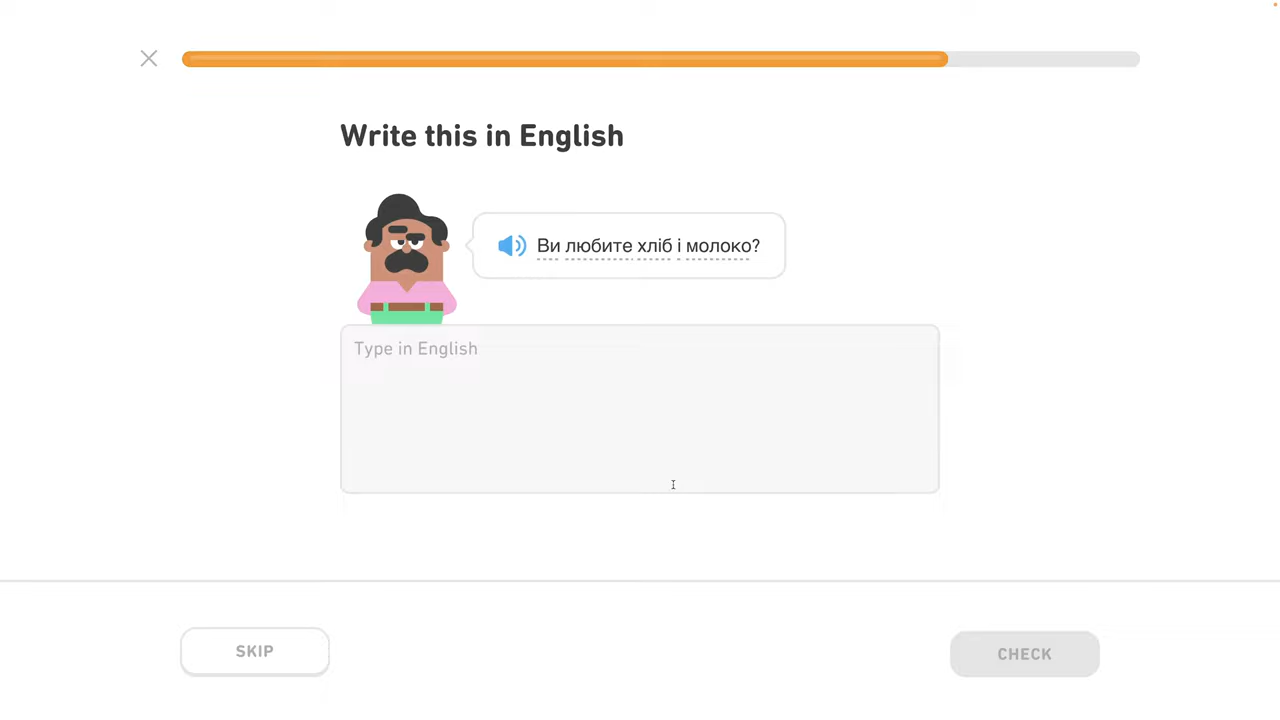 Write this in English
Ви любите хліб і молоко?
Type in English
SKIP
CHECK